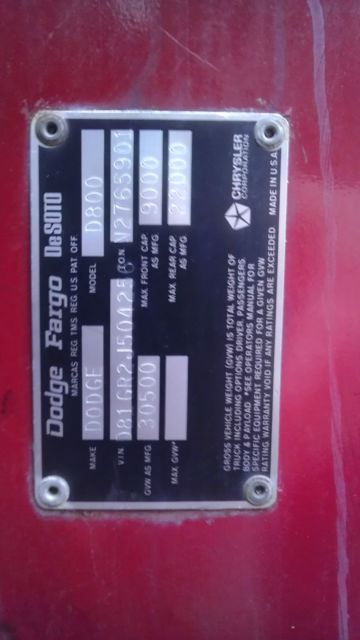 Dodge Fargo DeSOTO
MARCAS REG. TMS. REG. U.S. PAT. OFF.
MAKE DODGE MODEL D800
V.I.N. D81GR2J504256 S.O.N. N2765901
GVW AS MFG. 30500 MAX. FRONT CAP. AS MFG. 9000
MAX. GVW* MAX. REAR CAP. AS MFG. 22000
GROSS VEHICLE WEIGHT (GVW) IS TOTAL WEIGHT OF
TRUCK INCLUDING OPTIONS, DRIVER, PASSENGERS,
BODY & PAYLOAD. *SEE OPERATORS MANUAL FOR
SPECIFIC EQUIPMENT REQUIRED FOR A GIVEN GVW.
RATING WARRANTY VOID IF ANY RATINGS ARE EXCEEDED
CHRYSLER
CORPORATION
MADE IN U.S.A.